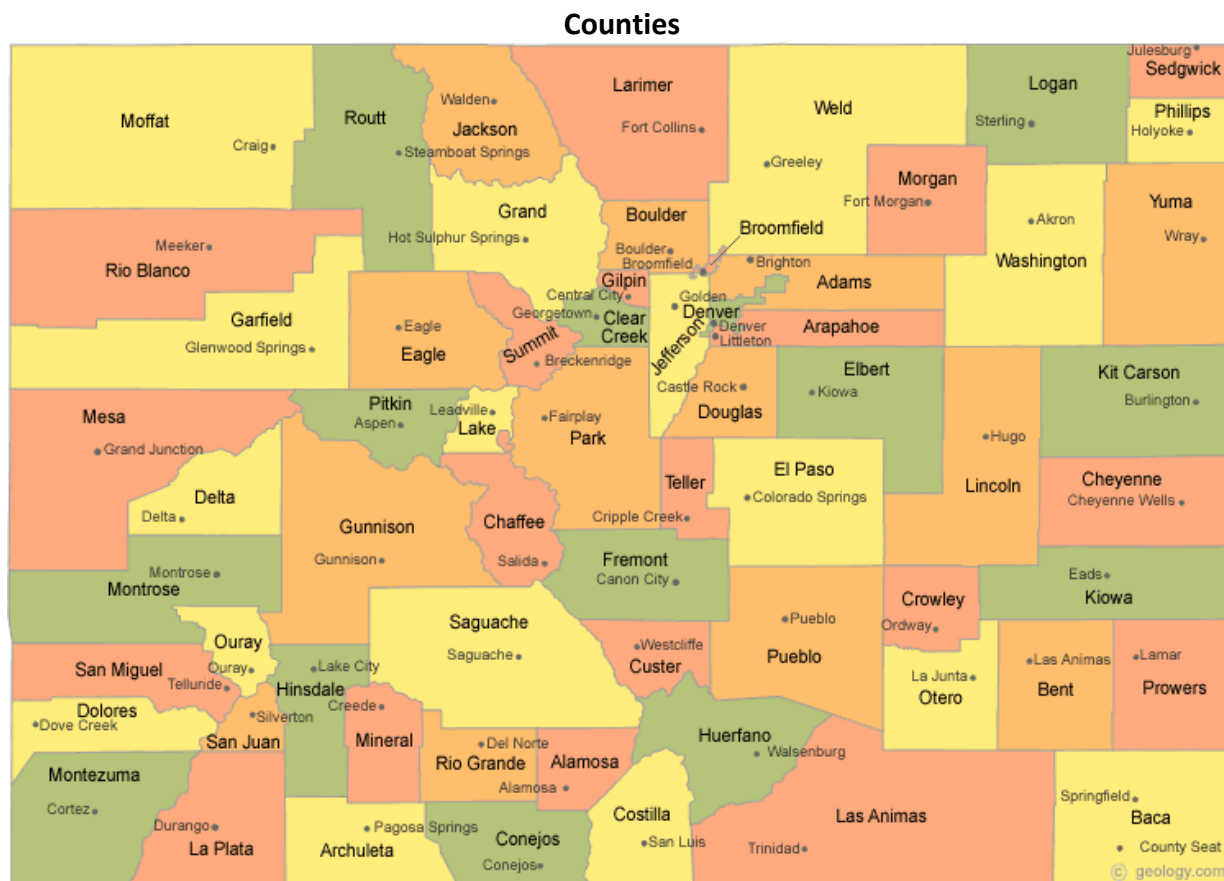 Counties
Julesburg
Sedgwick
Larimer
Logan
Walden
Weld
Phillips
Moffat
Routt
Jackson
Fort Collins
Sterling
Holyoke
Craig
Steamboat Springs
Greeley
Morgan
Fort Morgan
Yuma
Grand
Boulder
Akron
Broomfield
Wray
Meeker
Hot Sulphur Springs
Boulder
Broomfield
Brighton
Washington
Rio Blanco
Gilpin
Adams
Central City
Golden
Georgetown
Clear
Creek
Denver
Garfield
Eagle
Denver
Arapahoe
Glenwood Springs
Eagle
Summit
Jefferson
Littleton
Breckenridge
Elbert
Kit Carson
Castle Rock
Kiowa
Burlington
Pitkin
Leadville
Mesa
Aspen
Lake
Fairplay
Park
Douglas
Hugo
Grand Junction
El Paso
Teller
Lincoln
Cheyenne
Delta
Colorado Springs
Cheyenne Wells
Delta
Gunnison
Chaffee
Cripple Creek
Gunnison
Salida
Fremont
Montrose
Canon City
Eads
Montrose
Crowley
Kiowa
Saguache
Pueblo
Ordway
Ouray
Westcliffe
Saguache
Custer
Pueblo
San Miguel
Ouray
Lake City
Las Animas
Lamar
La Junta
Telluride
Hinsdale
Otero
Bent
Prowers
Creede
Dolores
Silverton
Dove Creek
San Juan
Mineral
Del Norte
Huerfano
Rio Grande
Alamosa
Walsenburg
Montezuma
Alamosa
Cortez
Costilla
Las Animas
Springfield
Durango
Pagosa Springs
Baca
La Plata
Archuleta
Conejos
San Luis
Trinidad
County Seat
Conejos
© geology.com